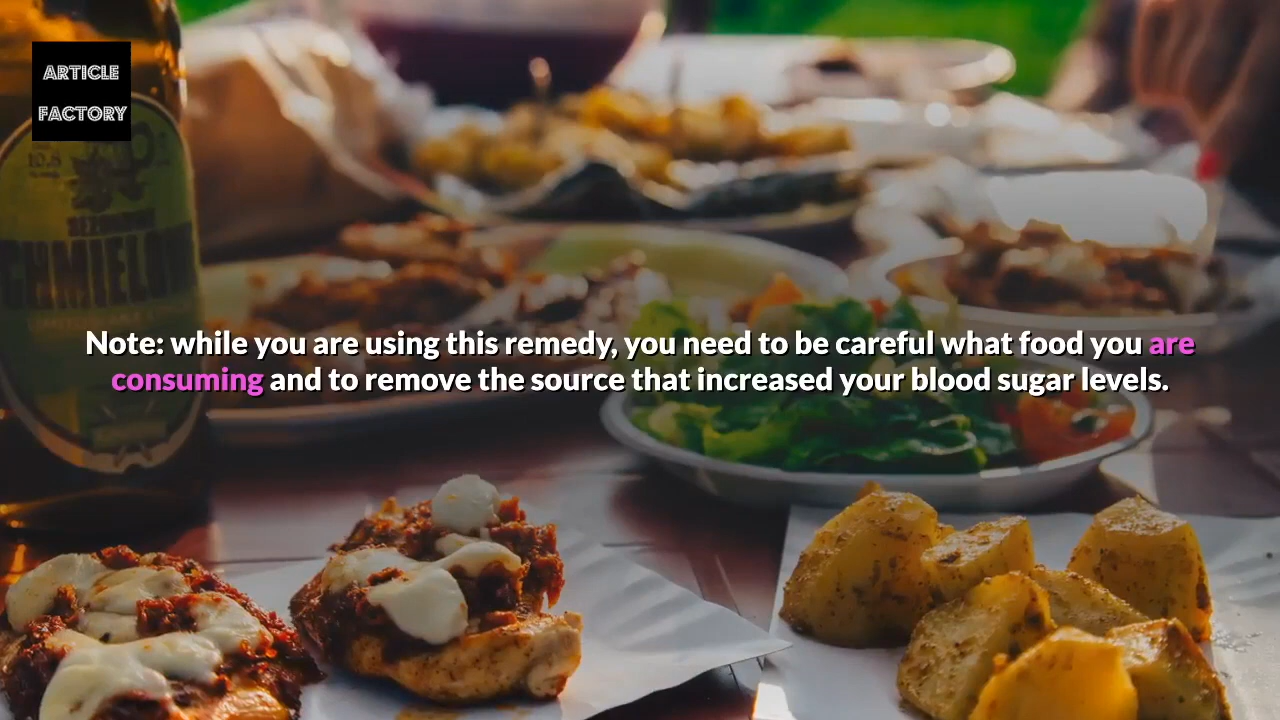 ARTICLE
FACTORY
Note: while you are using this remedy, you need to be careful what food you are
consuming and to remove the source that increased your blood sugar levels.